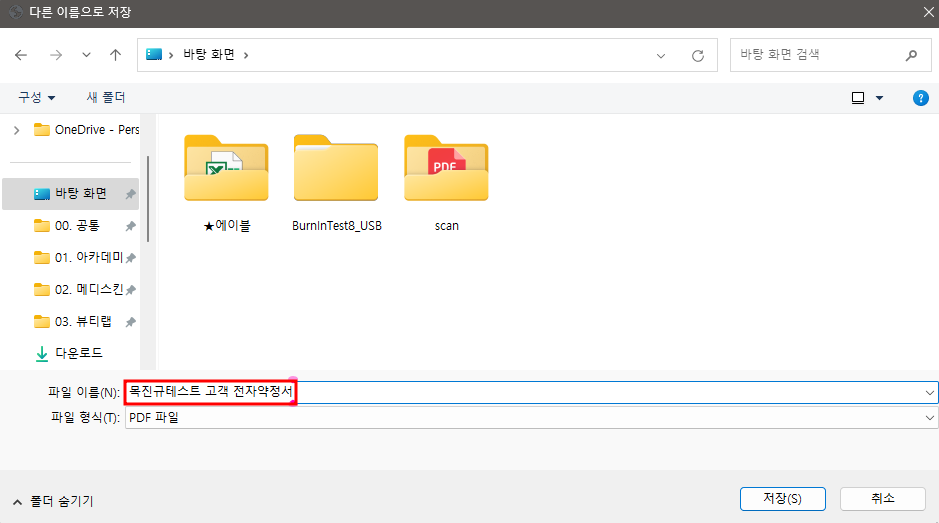 다른 이름으로 저장
바탕 화면
바탕 화면 검색
구성
새 폴더
?
OneDrive - Pers
바탕 화면
00. 공통
01. 아카데미
02. 메디스킨
03. 뷰티랩
다운로드
PDF
★에이블
BurnInTest8_USB
scan
파일 이름(N):
목진규테스트 고객 전자약정서
파일 형식(T):
PDF 파일
폴더 숨기기
저장(S)
취소